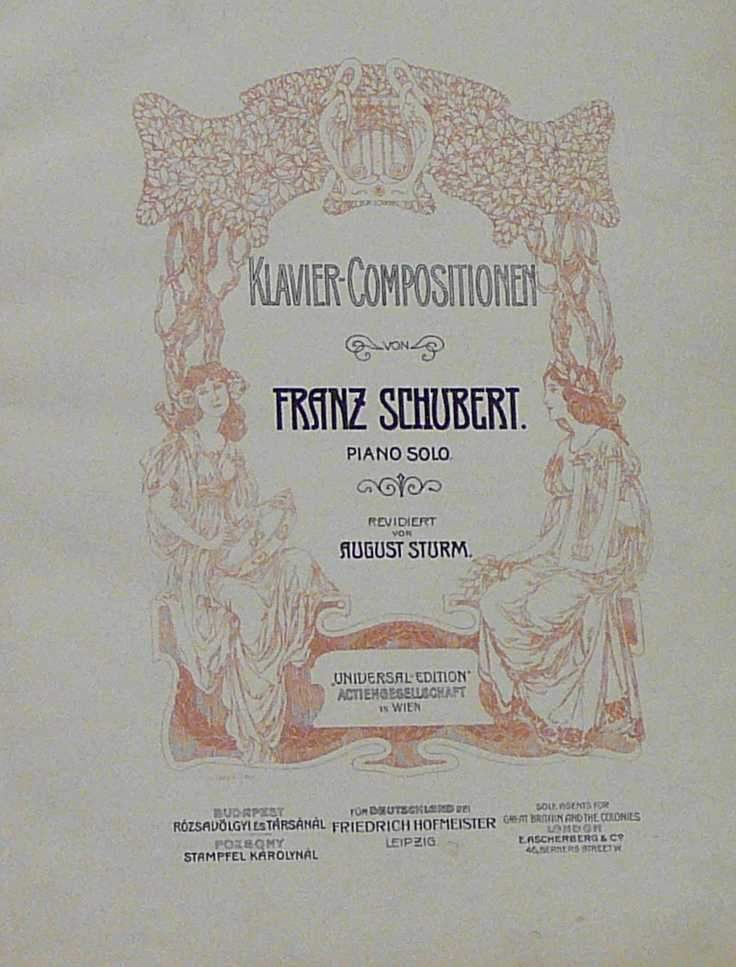 KLAVIER-COMPOSITIONEN
VON
FRANZ SCHUBERT.
PIANO SOLO.
REVIDIERT
VON
AUGUST STURM.
„UNIVERSAL-EDITION"
ACTIENGESELLSCHAFT
IN WIEN
BUDAPEST
RÓZSAVÖLGYI ÉS TÁRSÁNÁL
POZSONY
STAMPFEL KÁROLYNÁL
FÜR DEUTSCHLAND BEI
FRIEDRICH HOFMEISTER
LEIPZIG
SOLE AGENTS FOR
GREAT BRITAIN AND THE COLONIES
LONDON
E. ASCHERBERG & Co
46, BERNERS STREET W